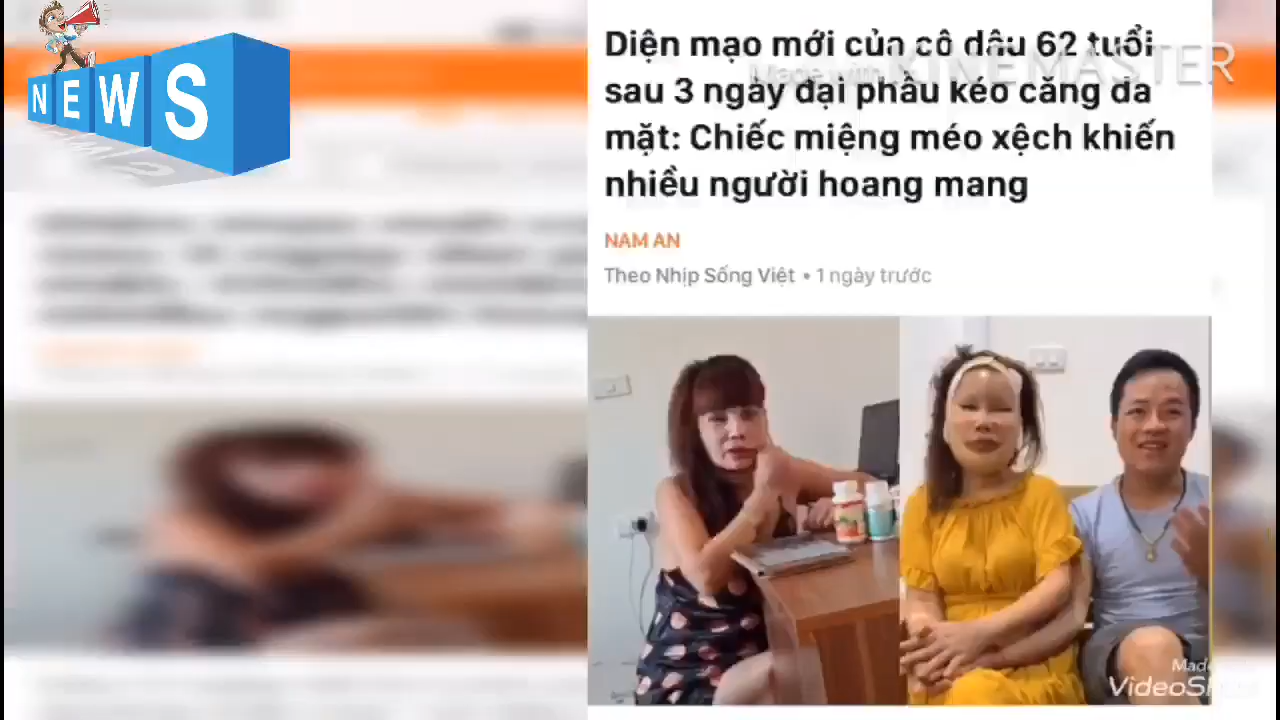 NEWS
Diện mạo mới của cô dâu 62 tuổi
sau 3 ngày đại phẫu kéo căng da
mặt: Chiếc miệng méo xệch khiến
nhiều người hoang mang
Made with KINEMASTER
NAM AN
Theo Nhịp Sống Việt • 1 ngày trước
Made
VideoSh